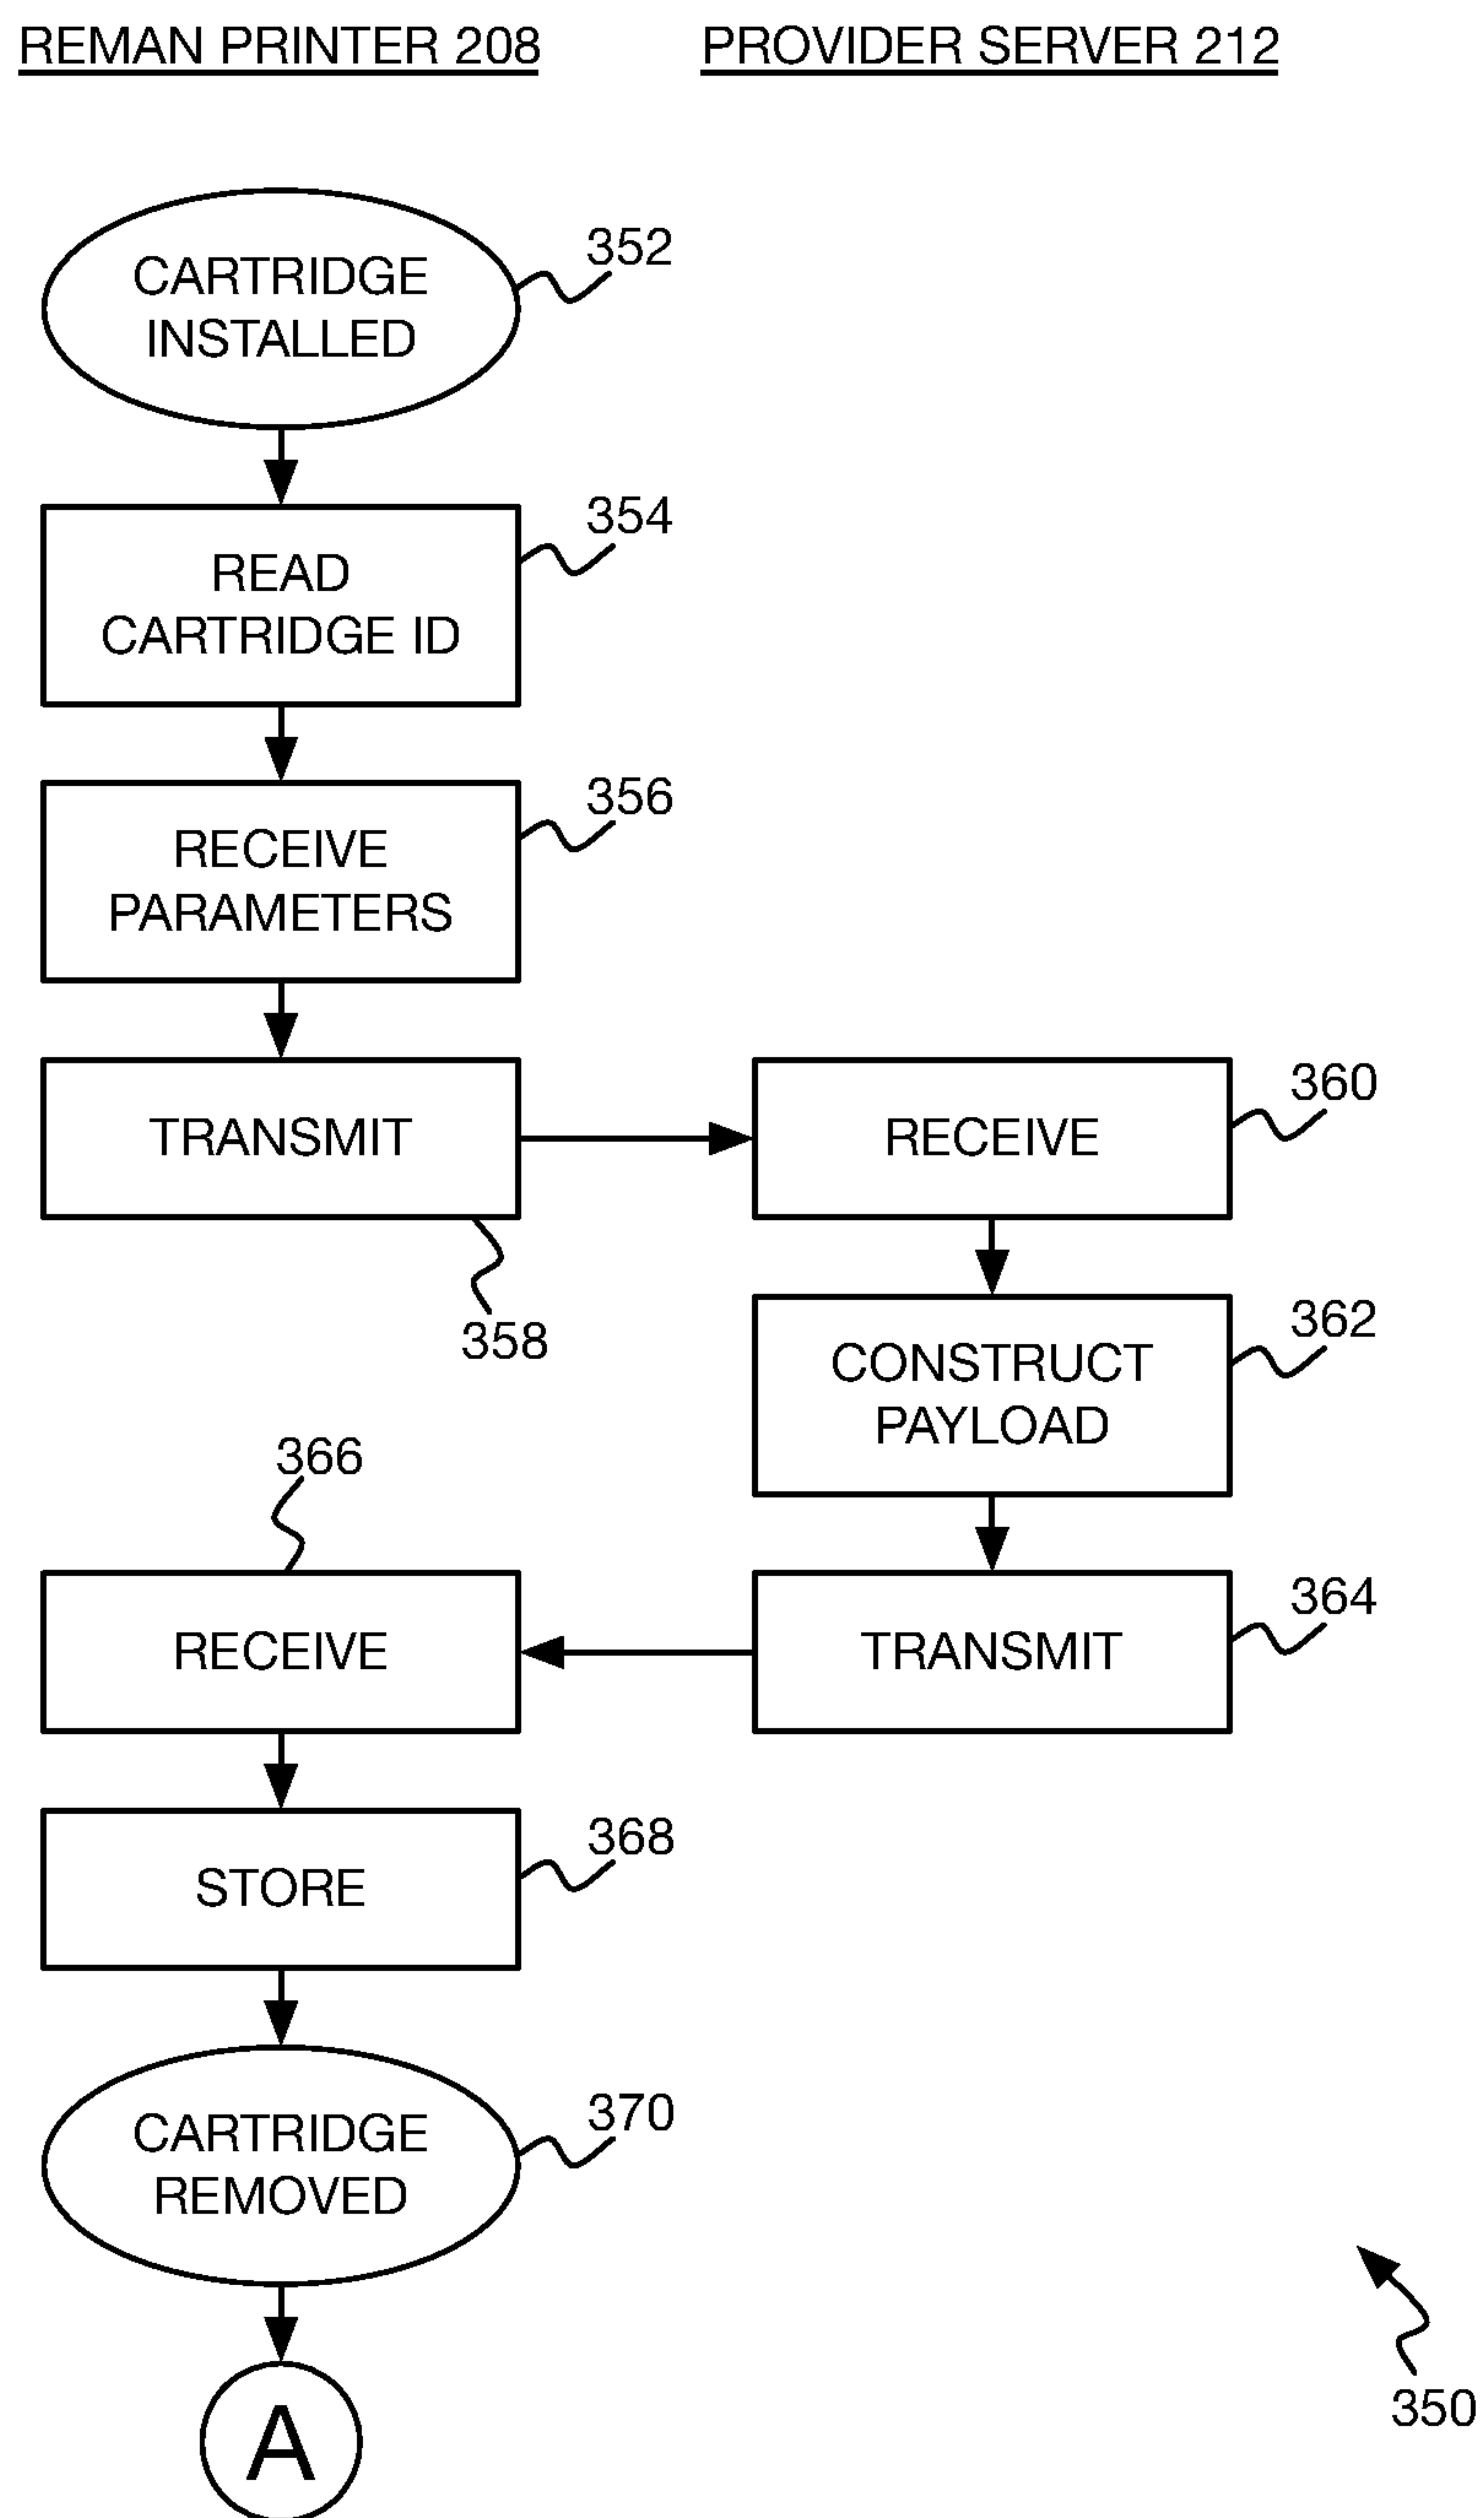 REMAN PRINTER 208
PROVIDER SERVER 212
CARTRIDGE
INSTALLED
352
READ
CARTRIDGE ID
354
RECEIVE
PARAMETERS
356
TRANSMIT
358
RECEIVE
360
CONSTRUCT
PAYLOAD
362
TRANSMIT
364
366
RECEIVE
STORE
368
CARTRIDGE
REMOVED
370
A
350